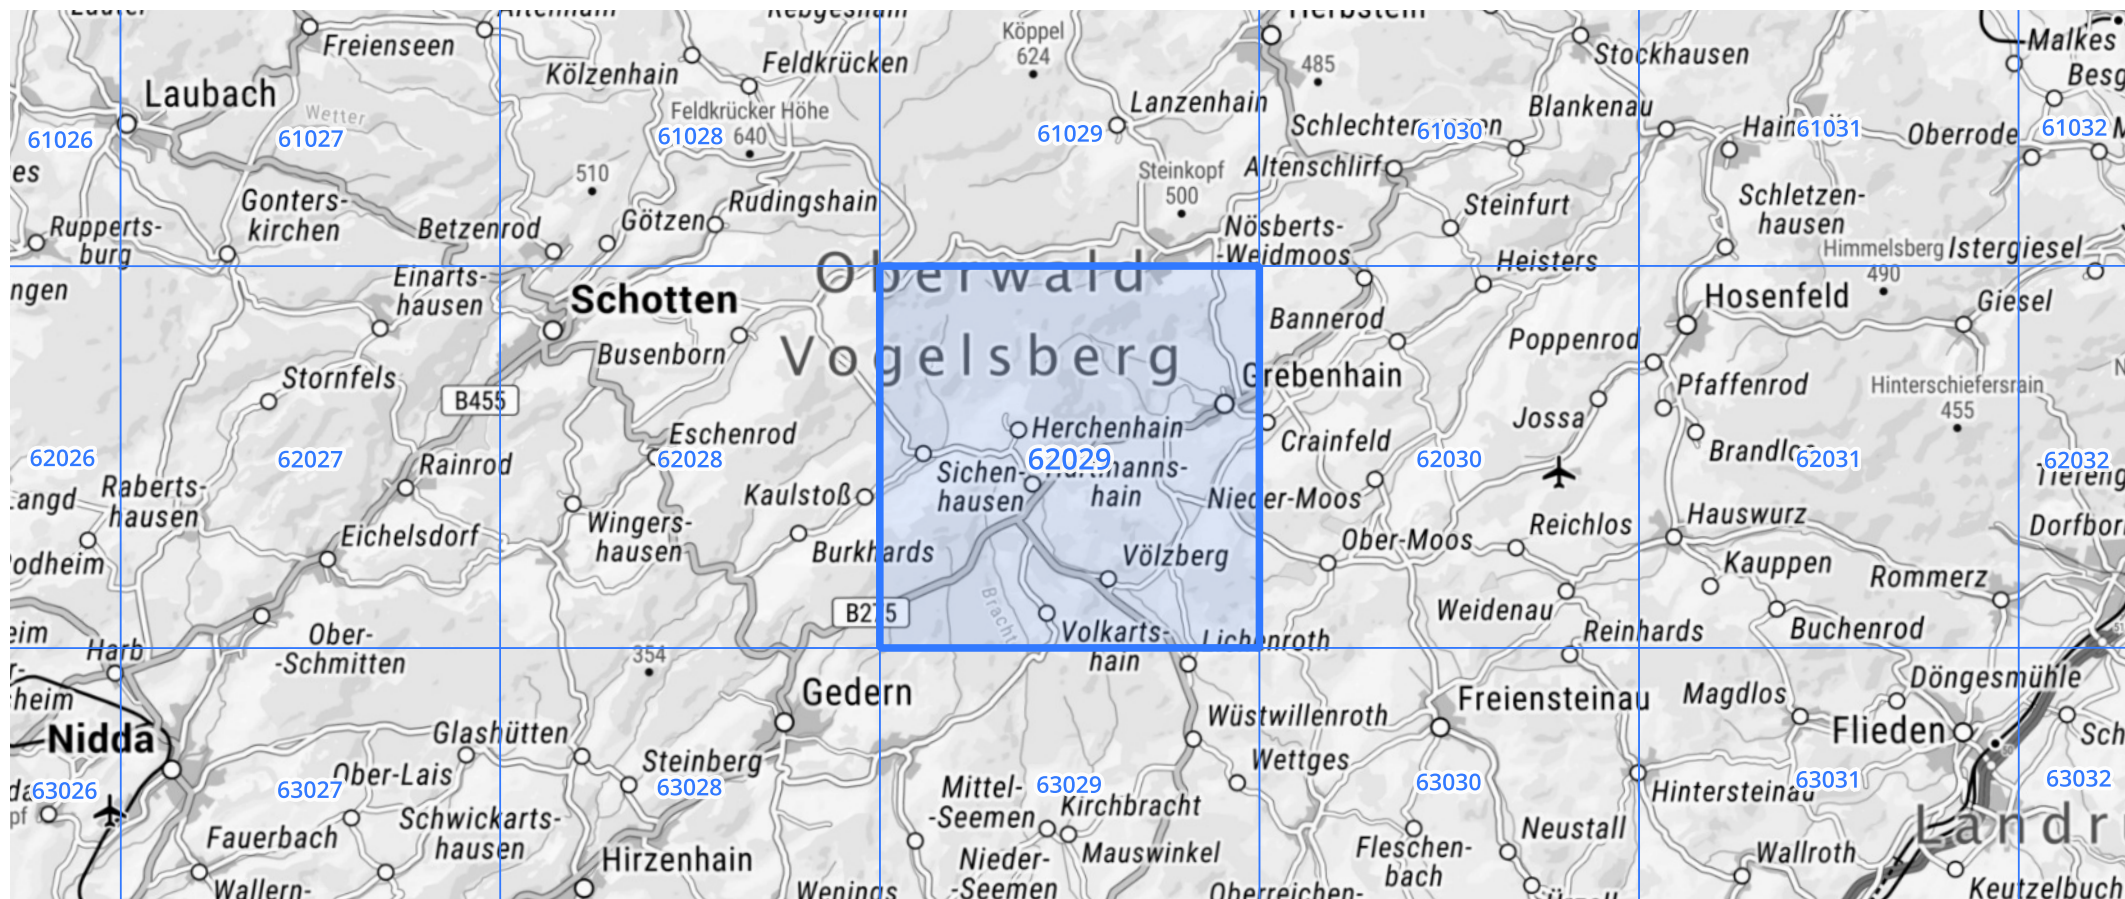 Freienseen
Kölzenhain
Feldkrücken
Köppel
624
485
Stockhausen
Malkes
Laubach
Wetter
Feldkrücker Höhe
640
Lanzenhain
Blankenau
61026
61027
61028
61029
61030
61031
Oberrode
61032
510
Steinkopf
500
Altenschlirf
Gonters-
kirchen
Betzenrod
Götzen
Rudingshain
Steinfurt
Schletzen-
hausen
Rupperts-
burg
Nösberts-
-Weidmoos
Heisters
Himmelsberg
490
Istergiesel
Einarts-
hausen
Schotten
Oberwald
Vogelsberg
Bannerod
Hosenfeld
Giesel
Stornfels
Busenborn
Poppenrod
B455
Grebenhain
Pfaffenrod
Hinterschiefersrain
455
Jossa
Eschenrod
Herchenhain
Crainfeld
62026
62027
Rainrod
62028
62029
62030
62031
62032
Raberts-
hausen
Kaulstoß
Sichen-
hausen
hain
Nieder-Moos
Wingers-
hausen
Eichelsdorf
Burkhards
Völzberg
Ober-Moos
Reichlos
Hauswurz
Kauppen
Rommerz
Bracht
B275
Weidenau
Reinhards
Buchenrod
Harb
Ober-
-Schmitten
354
Volkarts-
hain
Lichenroth
Gedern
Freiensteinau
Magdlos
Döngesmühle
Nidda
Glashütten
Wüstwillenroth
Flieden
Ober-Lais
Steinberg
Wettges
63026
63027
63028
63029
63030
63031
63032
Mittel-
-Seemen
Kirchbracht
Hintersteinau
Fauerbach
Schwickarts-
hausen
Hirzenhain
Nieder-
-Seemen
Mauswinkel
Fleschen-
bach
Neustall
Wallroth
Landr
Wallern-
Wenings
Oberreichen-
Keutzelbuch